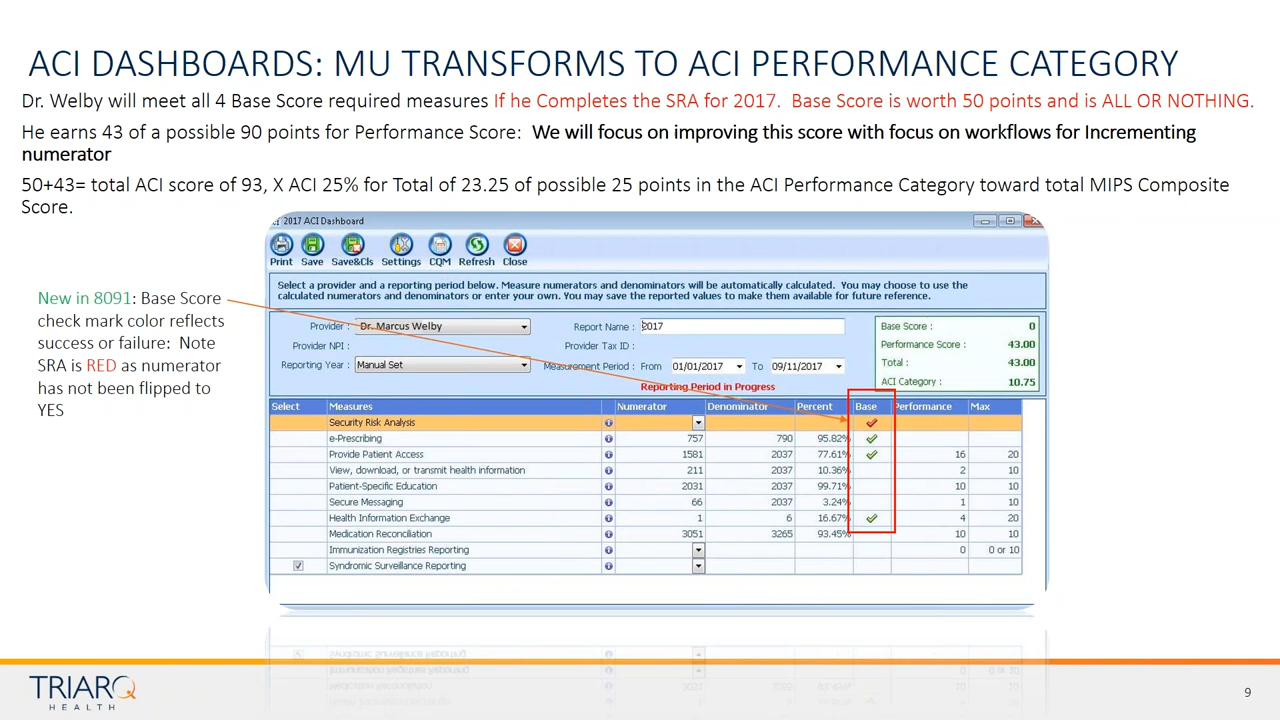 ACI DASHBOARDS: MU TRANSFORMS TO ACI PERFORMANCE CATEGORY
Dr. Welby will meet all 4 Base Score required measures If he Completes the SRA for 2017. Base Score is worth 50 points and is ALL OR NOTHING.
He earns 43 of a possible 90 points for Performance Score: We will focus on improving this score with focus on workflows for Incrementing
numerator
50+43= total ACI score of 93, X ACI 25% for Total of 23.25 of possible 25 points in the ACI Performance Category toward total MIPS Composite
Score.
New in 8091: Base Score
check mark color reflects
success or failure: Note
SRA is RED as numerator
has not been flipped to
YES
2017 ACI Dashboard
Print Save Save&Cls Settings CQM Refresh Close
Select a provider and a reporting period below. Measure numerators and denominators will be automatically calculated. You may choose to use the
calculated numerators and denominators or enter your own. You may save the reported values to make them available for future reference.
Provider : Dr. Marcus Welby Report Name : 2017
Provider NPI : Provider Tax ID :
Reporting Year : Manual Set Measurement Period : From 01/01/2017 To 09/11/2017
Reporting Period in Progress
Base Score : 0
Performance Score : 43.00
Total : 43.00
ACI Category : 10.75
Select Measures Numerator Denominator Percent Base Performance Max
Security Risk Analysis
e-Prescribing 757 790 95.82%
Provide Patient Access 1581 2037 77.61% 16 20
View, download, or transmit health information 211 2037 10.36% 2 10
Patient-Specific Education 2031 2037 99.71% 10 10
Secure Messaging 66 2037 3.24% 1 10
Health Information Exchange 1 6 16.67% 4 20
Medication Reconciliation 3051 3265 93.45% 10 10
Immunization Registries Reporting 0 0 or 10
Syndromic Surveillance Reporting
TRIARQ
HEALTH
9